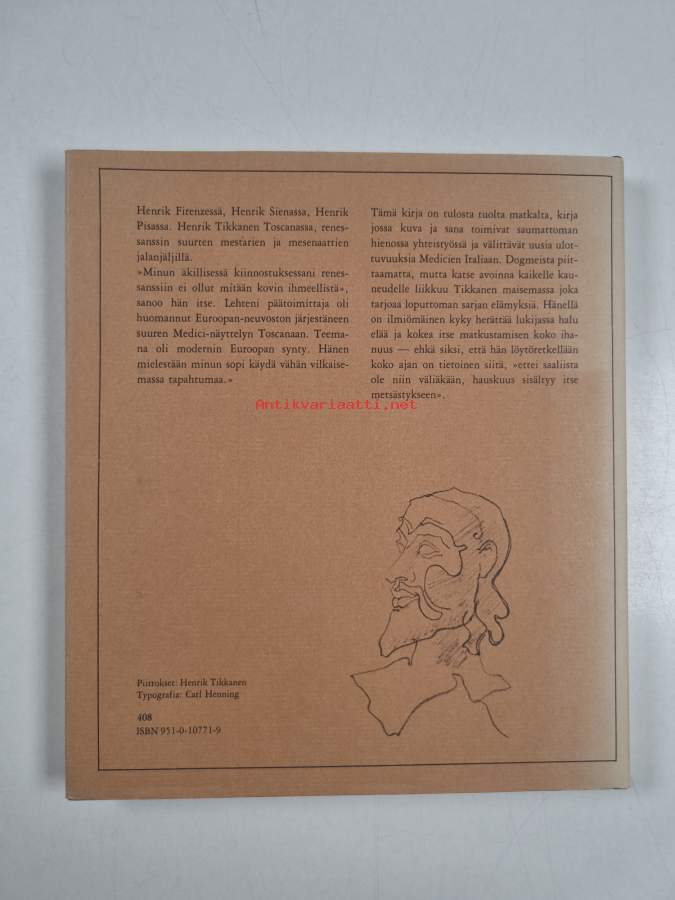 Henrik Firenzessä, Henrik Sienassa, Henrik
Pisassa. Henrik Tikkanen Toscanassa, renes-
sanssin suurten mestarien ja mesenaattien
jalanjäljillä.
»Minun äkillisessä kiinnostuksessani renes-
sanssiin ei ollut mitään kovin ihmeellistä»,
sanoo hän itse. Lehteni päätoimittaja oli
huomannut Euroopan-neuvoston järjestäneen
suuren Medici-näyttelyn Toscanaan. Teema-
na oli modernin Euroopan synty. Hänen
mielestään minun sopi käydä vähän vilkaise-
massa tapahtumaa.»
Tämä kirja on tulosta tuolta matkalta, kirja
jossa kuva ja sana toimivat saumattoman
hienossa yhteistyössä ja välittävät uusia ulot-
tuvuuksia Medicien Italiaan. Dogmeista piit-
taamatta, mutta katse avoinna kaikelle kau-
neudelle liikkuu Tikkanen maisemassa joka
tarjoaa loputtoman sarjan elämyksiä. Hänellä
on ilmiömäinen kyky herättää lukijassa halu
elää ja kokea itse matkustamisen koko iha-
nuus — ehkä siksi, että hän löytöretkellään
koko ajan on tietoinen siitä, »ettei saaliista
ole niin väliäkään, hauskuus sisältyy itse
metsästykseen».
Antikvariaatti.net
Piirrokset: Henrik Tikkanen
Typografia: Carl Henning
408
ISBN 951-0-10771-9